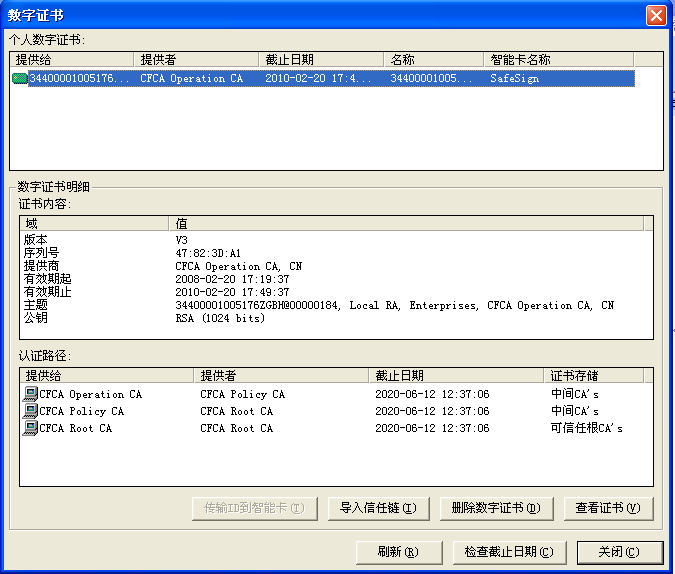 数字证书
个人数字证书:
提供给 提供者 截止日期 名称 智能卡名称
34400001005176... CFCA Operation CA 2010-02-20 17:4... 34400001005... SafeSign
数字证书明细
证书内容:
域 值
版本 V3
序列号 47:82:3D:A1
提供商 CFCA Operation CA, CN
有效期起 2008-02-20 17:19:37
有效期止 2010-02-20 17:49:37
主题 34400001005176ZGBH@00000184, Local RA, Enterprises, CFCA Operation CA, CN
公钥 RSA (1024 bits)
认证路径:
提供给 提供者 截止日期 证书存储
CFCA Operation CA CFCA Policy CA 2020-06-12 12:37:06 中间CA's
CFCA Policy CA CFCA Root CA 2020-06-12 12:37:06 中间CA's
CFCA Root CA CFCA Root CA 2020-06-12 12:37:06 可信任根CA's
传输ID到智能卡(T) 导入信任链(I) 删除数字证书(D) 查看证书(V)
刷新(R) 检查截止日期(C) 关闭(C)